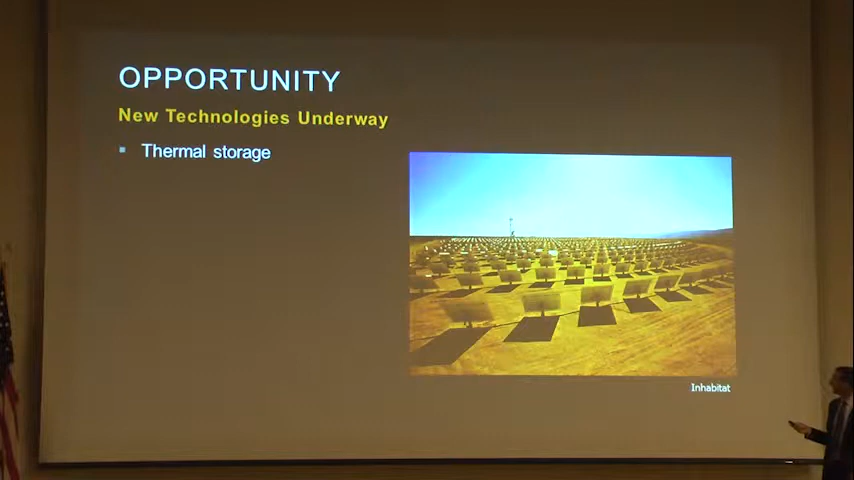 OPPORTUNITY
New Technologies Underway
Thermal storage
Inhabitat